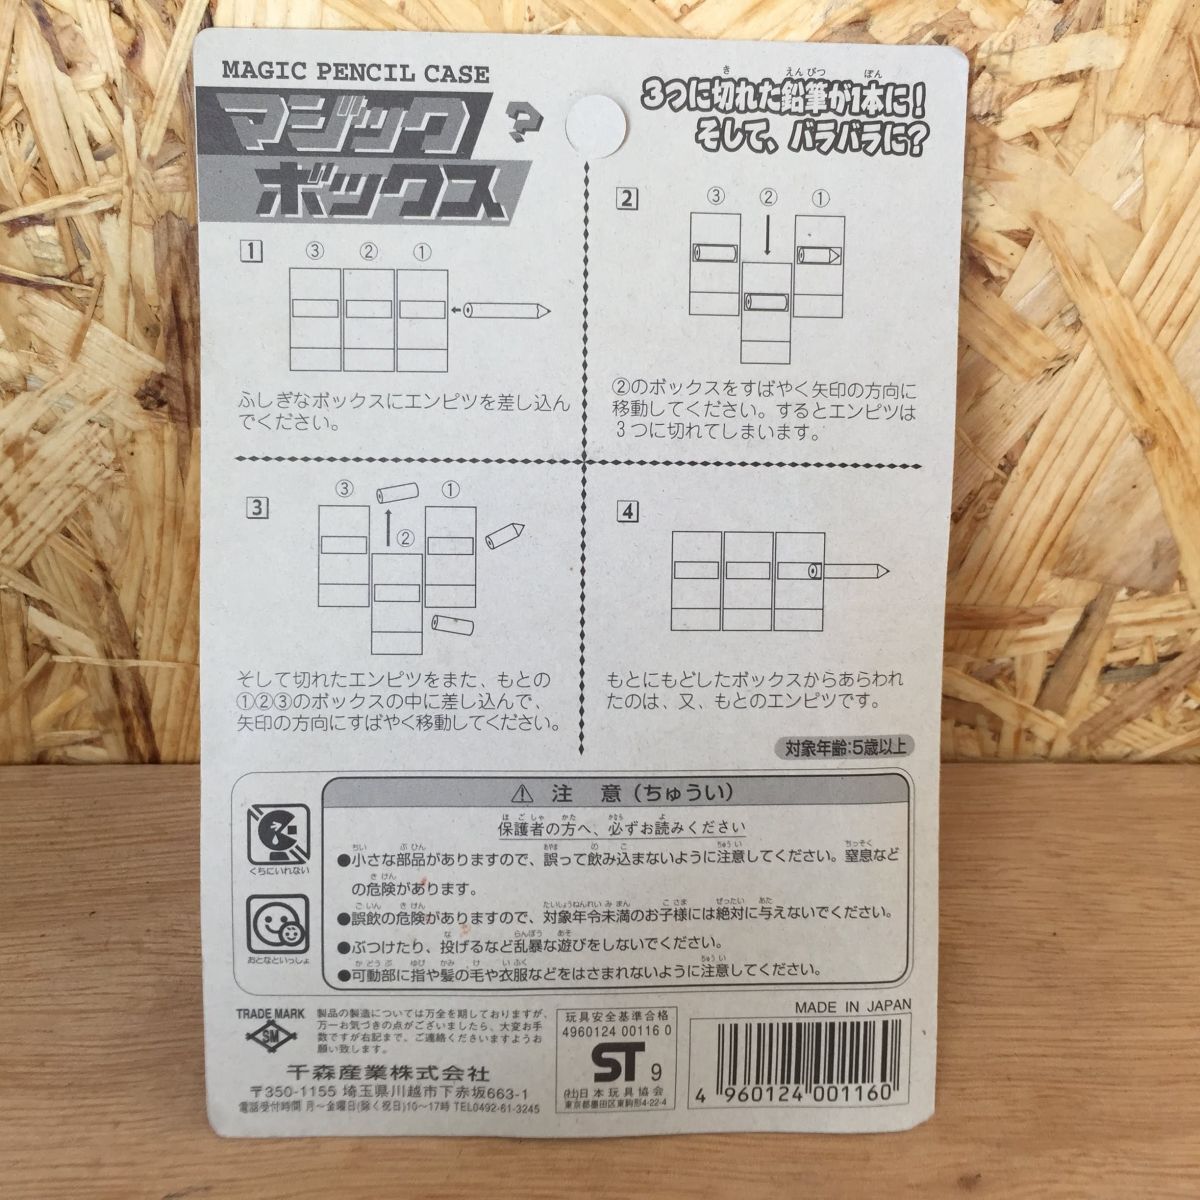 MAGIC PENCIL CASE
マジック
ボックス
?
3つに切れた鉛筆が1本に!
そして、バラバラに?
1
③ ② ①
ふしぎなボックスにエンピツを差し込ん
でください。
2
③ ② ①
②のボックスをすばやく矢印の方向に
移動してください。するとエンピツは
3つに切れてしまいます。
3
③ ② ①
そして切れたエンピツをまた、もとの
①②③のボックスの中に差し込んで、
矢印の方向にすばやく移動してください。
4
もとにもどしたボックスからあらわれ
たのは、又、もとのエンピツです。
対象年齢:5歳以上
くちにいれない
おとなといっしょ
⚠ 注 意(ちゅうい)
保護者の方へ、必ずお読みください
●小さな部品がありますので、誤って飲み込まないように注意してください。窒息など
の危険があります。
●誤飲の危険がありますので、対象年令未満のお子様には絶対に与えないでください。
●ぶつけたり、投げるなど乱暴な遊びをしないでください。
●可動部に指や髪の毛や衣服などをはさまれないように注意してください。
TRADE MARK
SM
製品の製造については万全を期しておりますが、
万一お気づきの点がございましたら、大変お手
数ですが右記まで。ご連絡くださいますようお
願い致します。
千森産業株式会社
〒350-1155 埼玉県川越市下赤坂663-1
電話受付時間 月〜金曜日(除く祝日)10〜17時 TEL0492-61-3245
玩具安全基準合格
4960124 00116 0
ST 9
(社)日本玩具協会
東京都墨田区東駒形4-22-4
MADE IN JAPAN
4 960124 001160